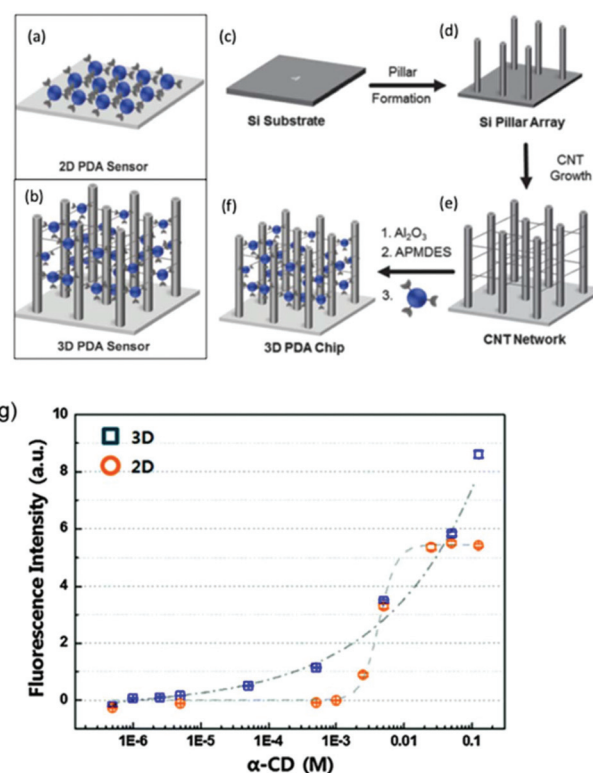 (a)
2D PDA Sensor
(b)
3D PDA Sensor
(c)
Si Substrate
Pillar
Formation
(d)
Si Pillar Array
CNT
Growth
(e)
CNT Network
1. Al₂O₃
2. APMDES
3.
(f)
3D PDA Chip
g)
3D
2D
Fluorescence Intensity (a.u.)
10
8
6
4
2
0
1E-6 1E-5 1E-4 1E-3 0.01 0.1
α-CD (M)